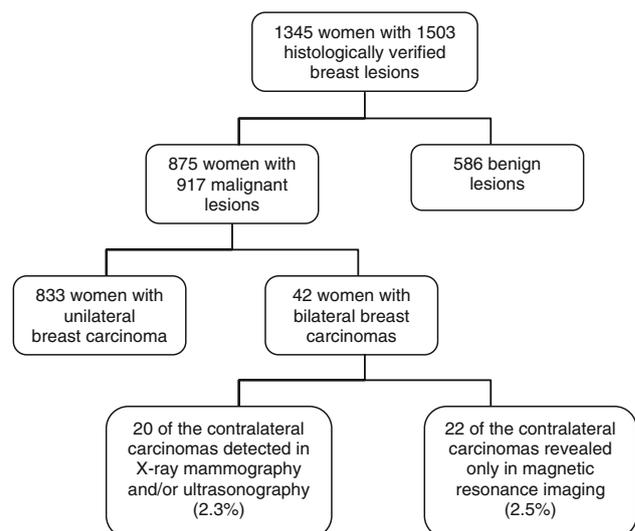 1345 women with 1503
histologically verified
breast lesions
875 women with
917 malignant
lesions
586 benign
lesions
833 women with
unilateral
breast carcinoma
42 women with
bilateral breast
carcinomas
20 of the contralateral
carcinomas detected in
X-ray mammography
and/or ultrasonography
(2.3%)
22 of the contralateral
carcinomas revealed
only in magnetic
resonance imaging
(2.5%)